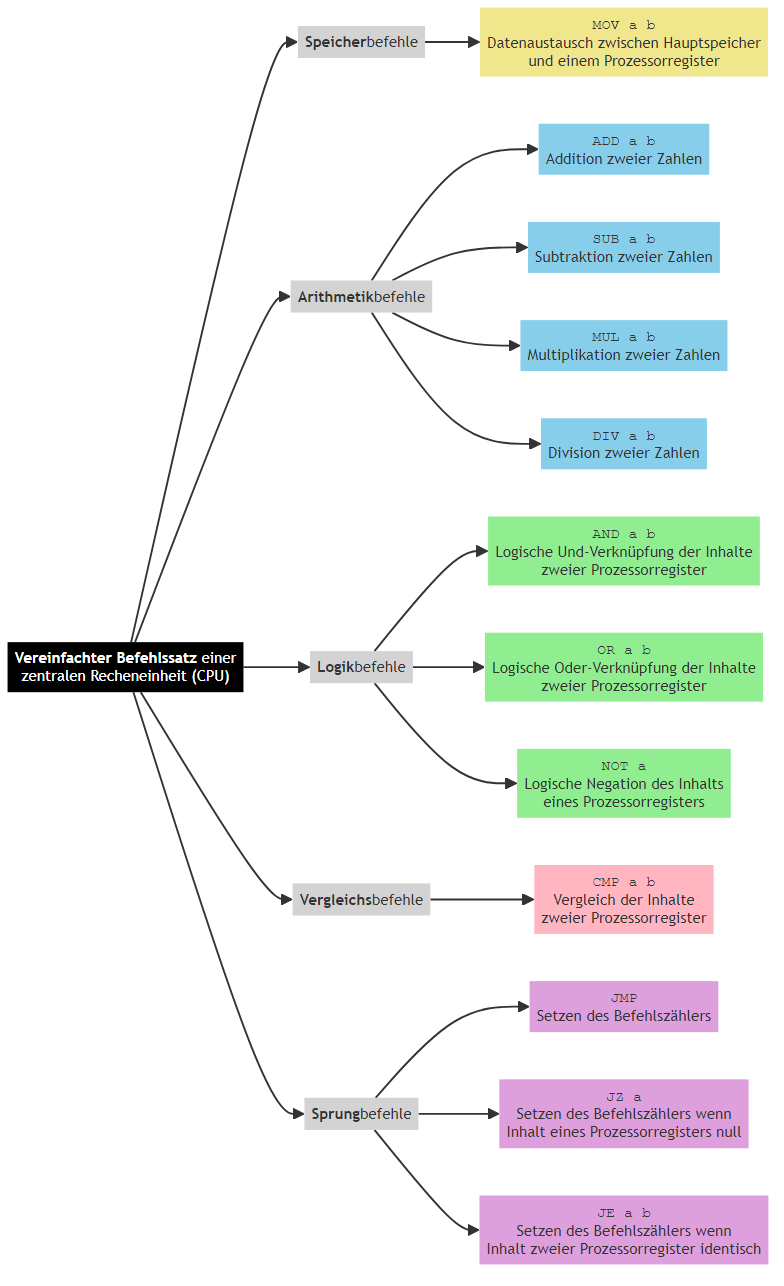 Vereinfachter Befehlssatz einer
zentralen Recheneinheit (CPU)
Speicherbefehle
MOV a b
Datenaustausch zwischen Hauptspeicher
und einem Prozessorregister
Arithmetikbefehle
ADD a b
Addition zweier Zahlen
SUB a b
Subtraktion zweier Zahlen
MUL a b
Multiplikation zweier Zahlen
DIV a b
Division zweier Zahlen
Logikbefehle
AND a b
Logische Und-Verknüpfung der Inhalte
zweier Prozessorregister
OR a b
Logische Oder-Verknüpfung der Inhalte
zweier Prozessorregister
NOT a
Logische Negation des Inhalts
eines Prozessorregisters
Vergleichsbefehle
CMP a b
Vergleich der Inhalte
zweier Prozessorregister
Sprungbefehle
JMP
Setzen des Befehlszählers
JZ a
Setzen des Befehlszählers wenn
Inhalt eines Prozessorregisters null
JE a b
Setzen des Befehlszählers wenn
Inhalt zweier Prozessorregister identisch